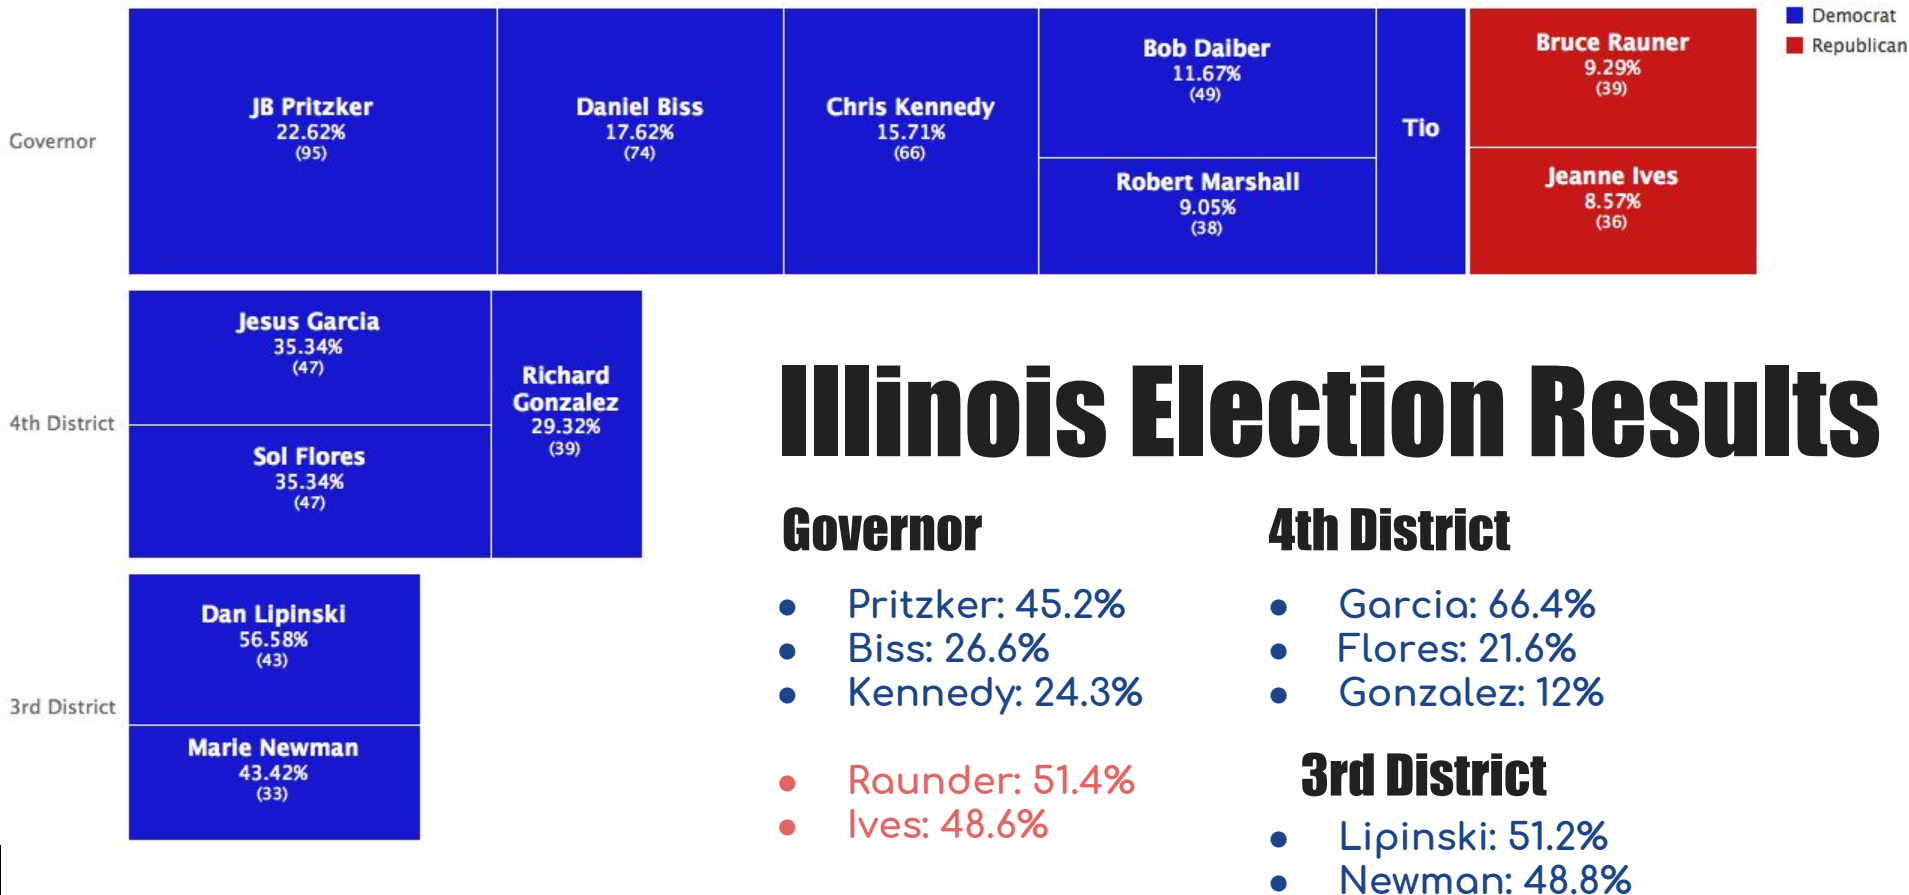 Democrat
Republican
Governor
JB Pritzker
22.62%
(95)
Daniel Biss
17.62%
(74)
Chris Kennedy
15.71%
(66)
Bob Daiber
11.67%
(49)
Robert Marshall
9.05%
(38)
Tio
Bruce Rauner
9.29%
(39)
Jeanne Ives
8.57%
(36)
4th District
Jesus Garcia
35.34%
(47)
Sol Flores
35.34%
(47)
Richard
Gonzalez
29.32%
(39)
3rd District
Dan Lipinski
56.58%
(43)
Marie Newman
43.42%
(33)
Illinois Election Results
Governor
● Pritzker: 45.2%
● Biss: 26.6%
● Kennedy: 24.3%
● Raunder: 51.4%
● Ives: 48.6%
4th District
● Garcia: 66.4%
● Flores: 21.6%
● Gonzalez: 12%
3rd District
● Lipinski: 51.2%
● Newman: 48.8%